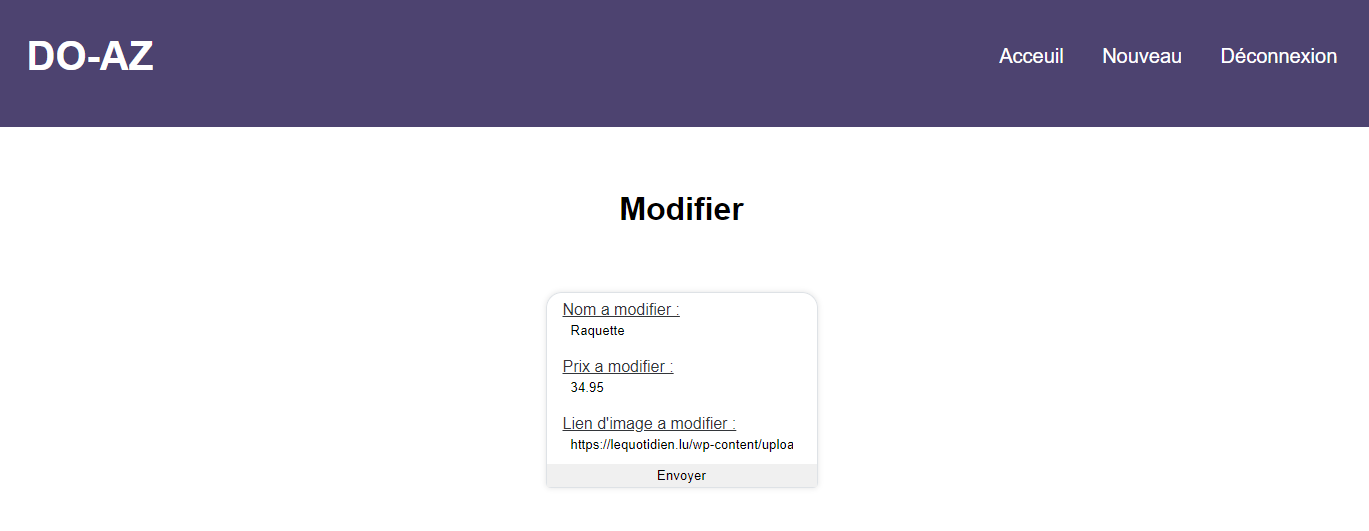 DO-AZ
Acceuil Nouveau Déconnexion
Modifier
Nom a modifier :
Raquette
Prix a modifier :
34.95
Lien d'image a modifier :
https://lequotidien.lu/wp-content/uploa
Envoyer